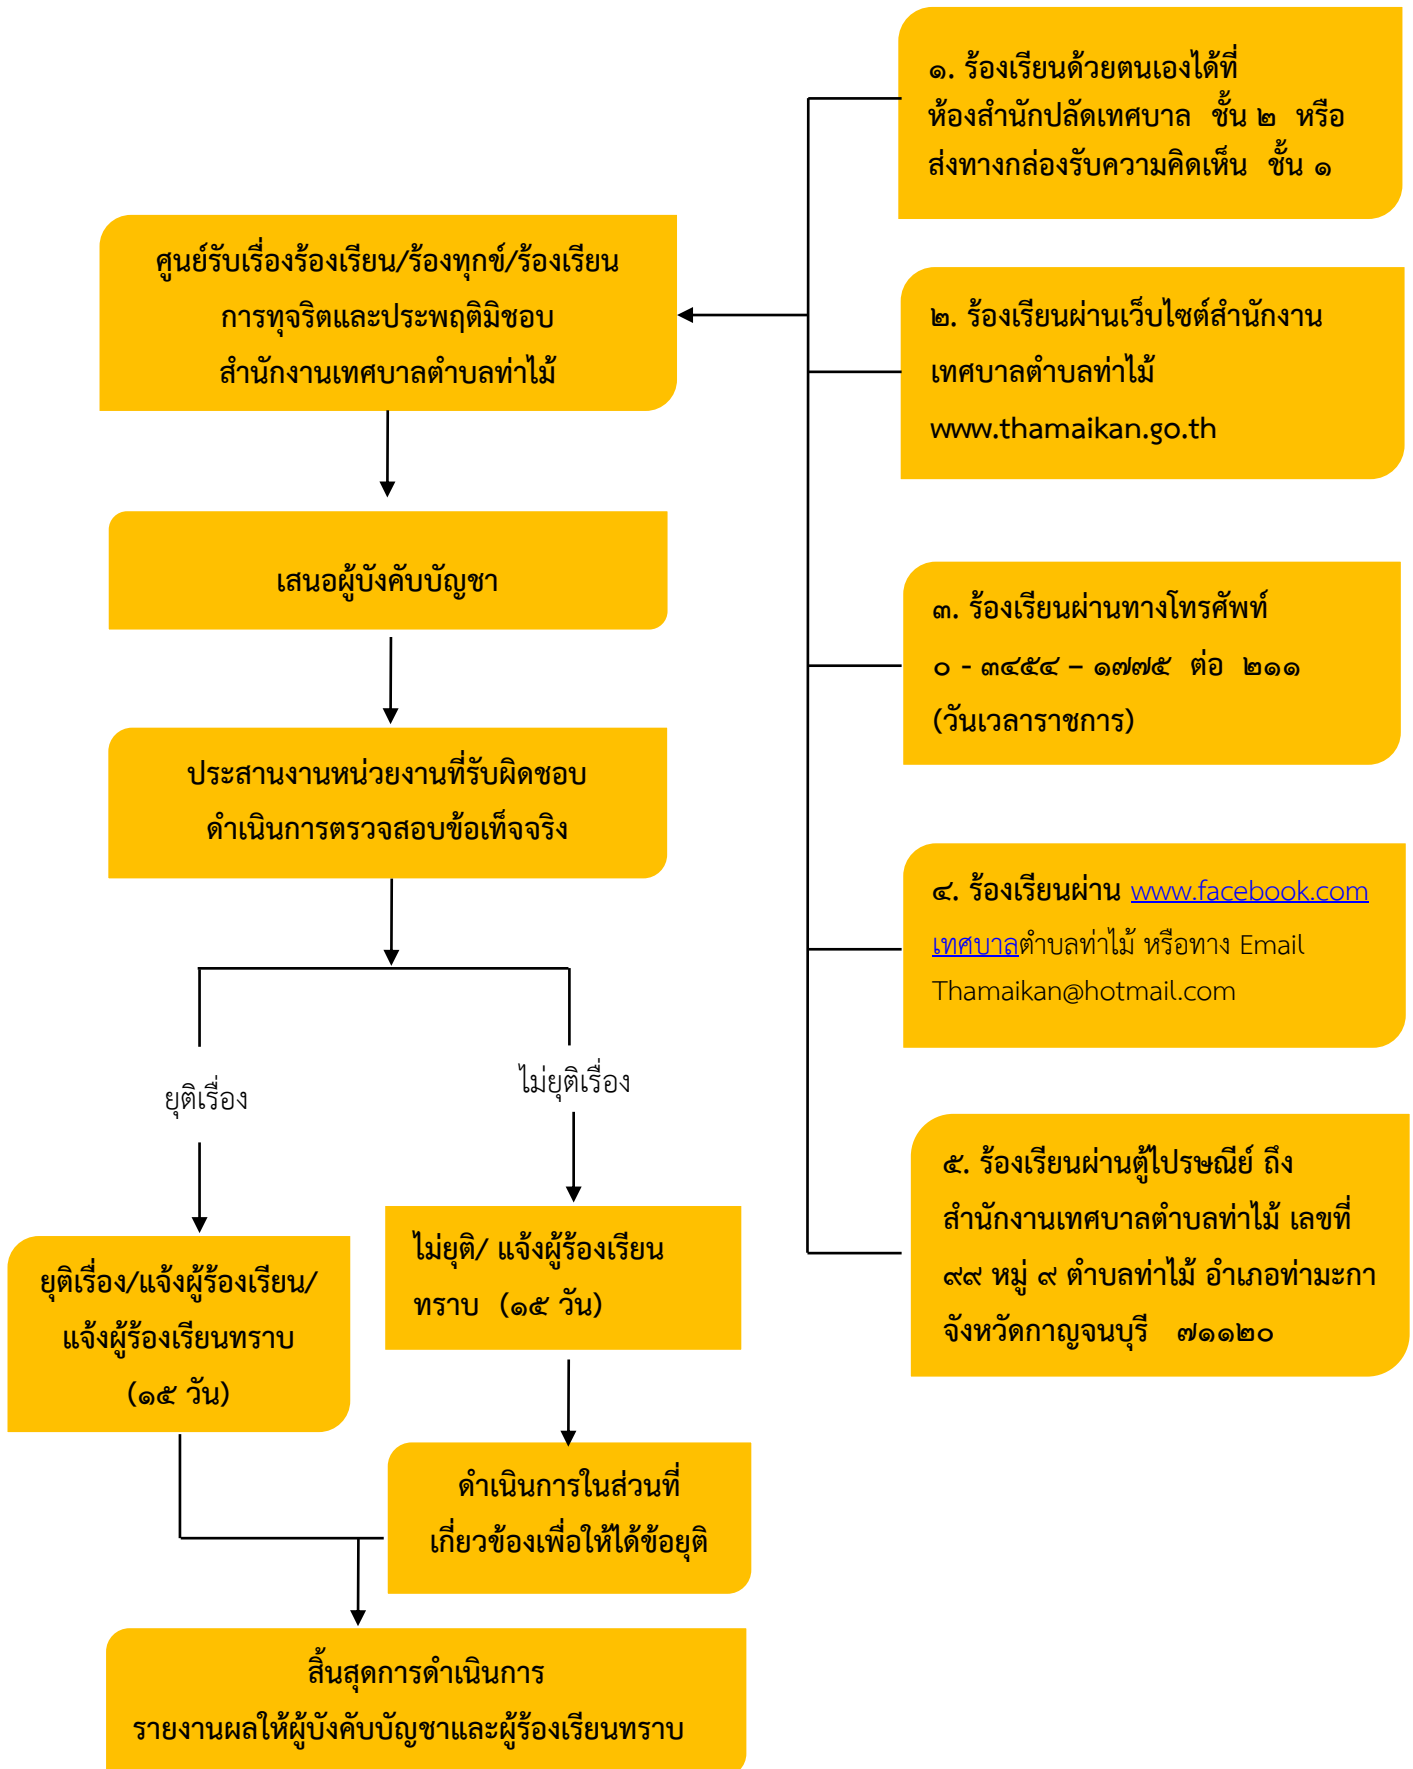 ๑. ร้องเรียนด้วยตนเองได้ที่
ห้องสำนักปลัดเทศบาล ชั้น ๒ หรือ
ส่งทางกล่องรับความคิดเห็น ชั้น ๑
ศูนย์รับเรื่องร้องเรียน/ร้องทุกข์/ร้องเรียน
การทุจริตและประพฤติมิชอบ
สำนักงานเทศบาลตำบลท่าไม้
๒. ร้องเรียนผ่านเว็บไซต์สำนักงาน
เทศบาลตำบลท่าไม้
www.thamaikan.go.th
เสนอผู้บังคับบัญชา
๓. ร้องเรียนผ่านทางโทรศัพท์
๐ - ๓๔๕๔ – ๑๗๗๕ ต่อ ๒๑๑
(วันเวลาราชการ)
ประสานงานหน่วยงานที่รับผิดชอบ
ดำเนินการตรวจสอบข้อเท็จจริง
๔. ร้องเรียนผ่าน www.facebook.com
เทศบาลตำบลท่าไม้ หรือทาง Email
Thamaikan@hotmail.com
ยุติเรื่อง
ไม่ยุติเรื่อง
๕. ร้องเรียนผ่านตู้ไปรษณีย์ ถึง
สำนักงานเทศบาลตำบลท่าไม้ เลขที่
๙๙ หมู่ ๙ ตำบลท่าไม้ อำเภอท่ามะกา
จังหวัดกาญจนบุรี ๗๑๑๒๐
ยุติเรื่อง/แจ้งผู้ร้องเรียน/
แจ้งผู้ร้องเรียนทราบ
(๑๕ วัน)
ไม่ยุติ/ แจ้งผู้ร้องเรียน
ทราบ (๑๕ วัน)
ดำเนินการในส่วนที่
เกี่ยวข้องเพื่อให้ได้ข้อยุติ
สิ้นสุดการดำเนินการ
รายงานผลให้ผู้บังคับบัญชาและผู้ร้องเรียนทราบ